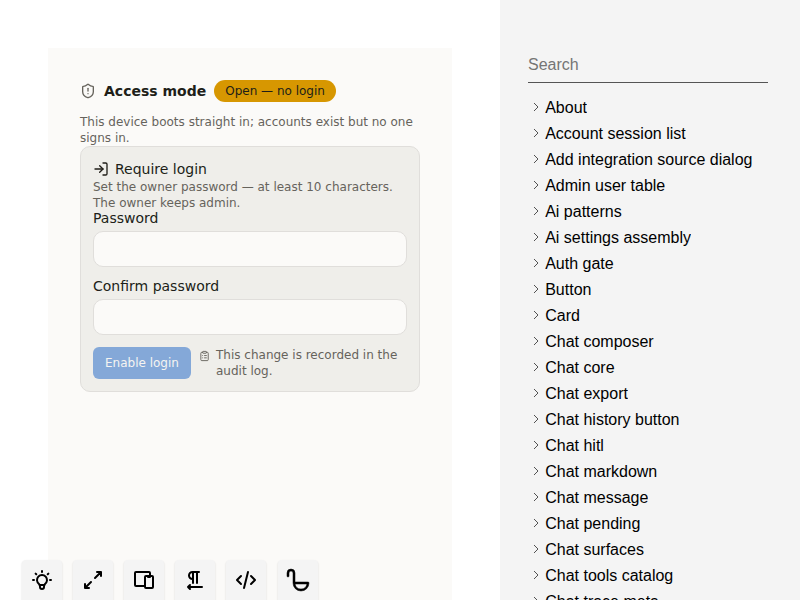 Access mode
Open — no login
This device boots straight in; accounts exist but no one
signs in.
Require login
Set the owner password — at least 10 characters.
The owner keeps admin.
Password
Confirm password
Enable login
This change is recorded in the
audit log.
Search
About
Account session list
Add integration source dialog
Admin user table
Ai patterns
Ai settings assembly
Auth gate
Button
Card
Chat composer
Chat core
Chat export
Chat history button
Chat hitl
Chat markdown
Chat message
Chat pending
Chat surfaces
Chat tools catalog